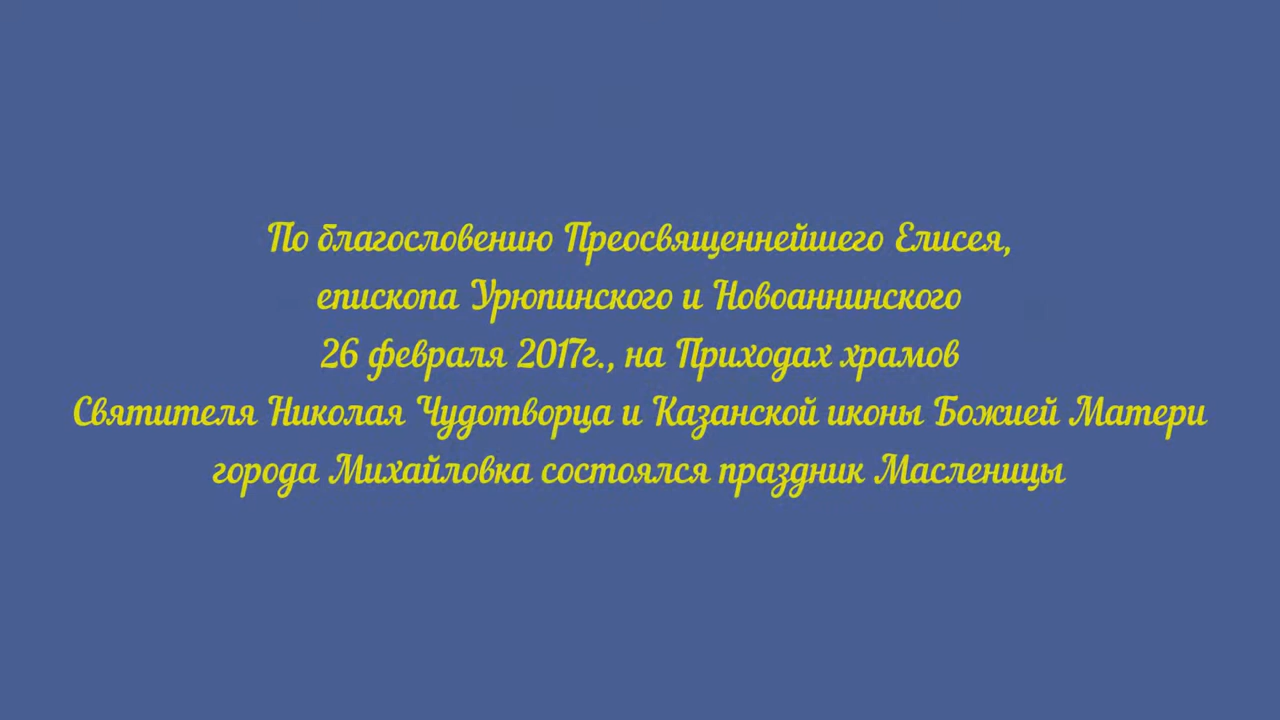 По благословению Преосвященнейшего Елисея,
епископа Урюпинского и Новоаннинского
26 февраля 2017г., на Приходах храмов
Святителя Николая Чудотворца и Казанской иконы Божией Матери
города Михайловка состоялся праздник Масленицы